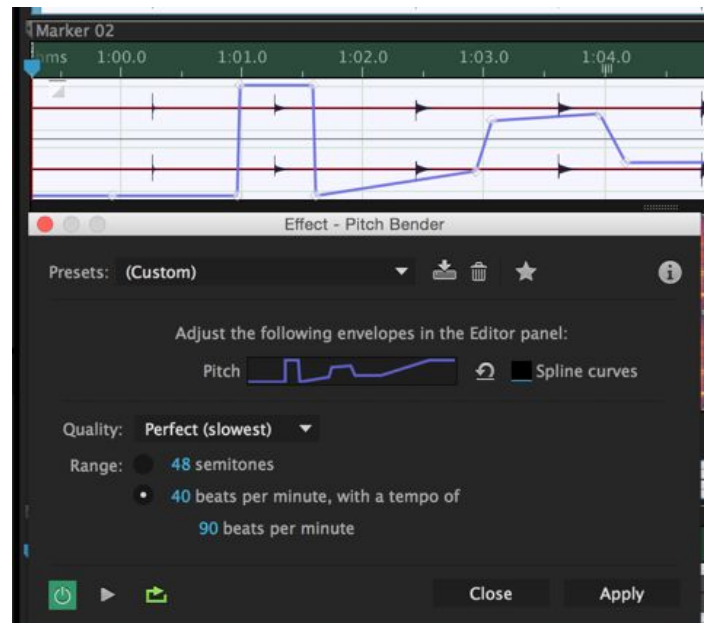 Marker 02
hms 1:00.0 1:01.0 1:02.0 1:03.0 1:04.0
Effect - Pitch Bender
Presets: (Custom)
Adjust the following envelopes in the Editor panel:
Pitch Spline curves
Quality: Perfect (slowest)
Range: 48 semitones
40 beats per minute, with a tempo of
90 beats per minute
Close Apply